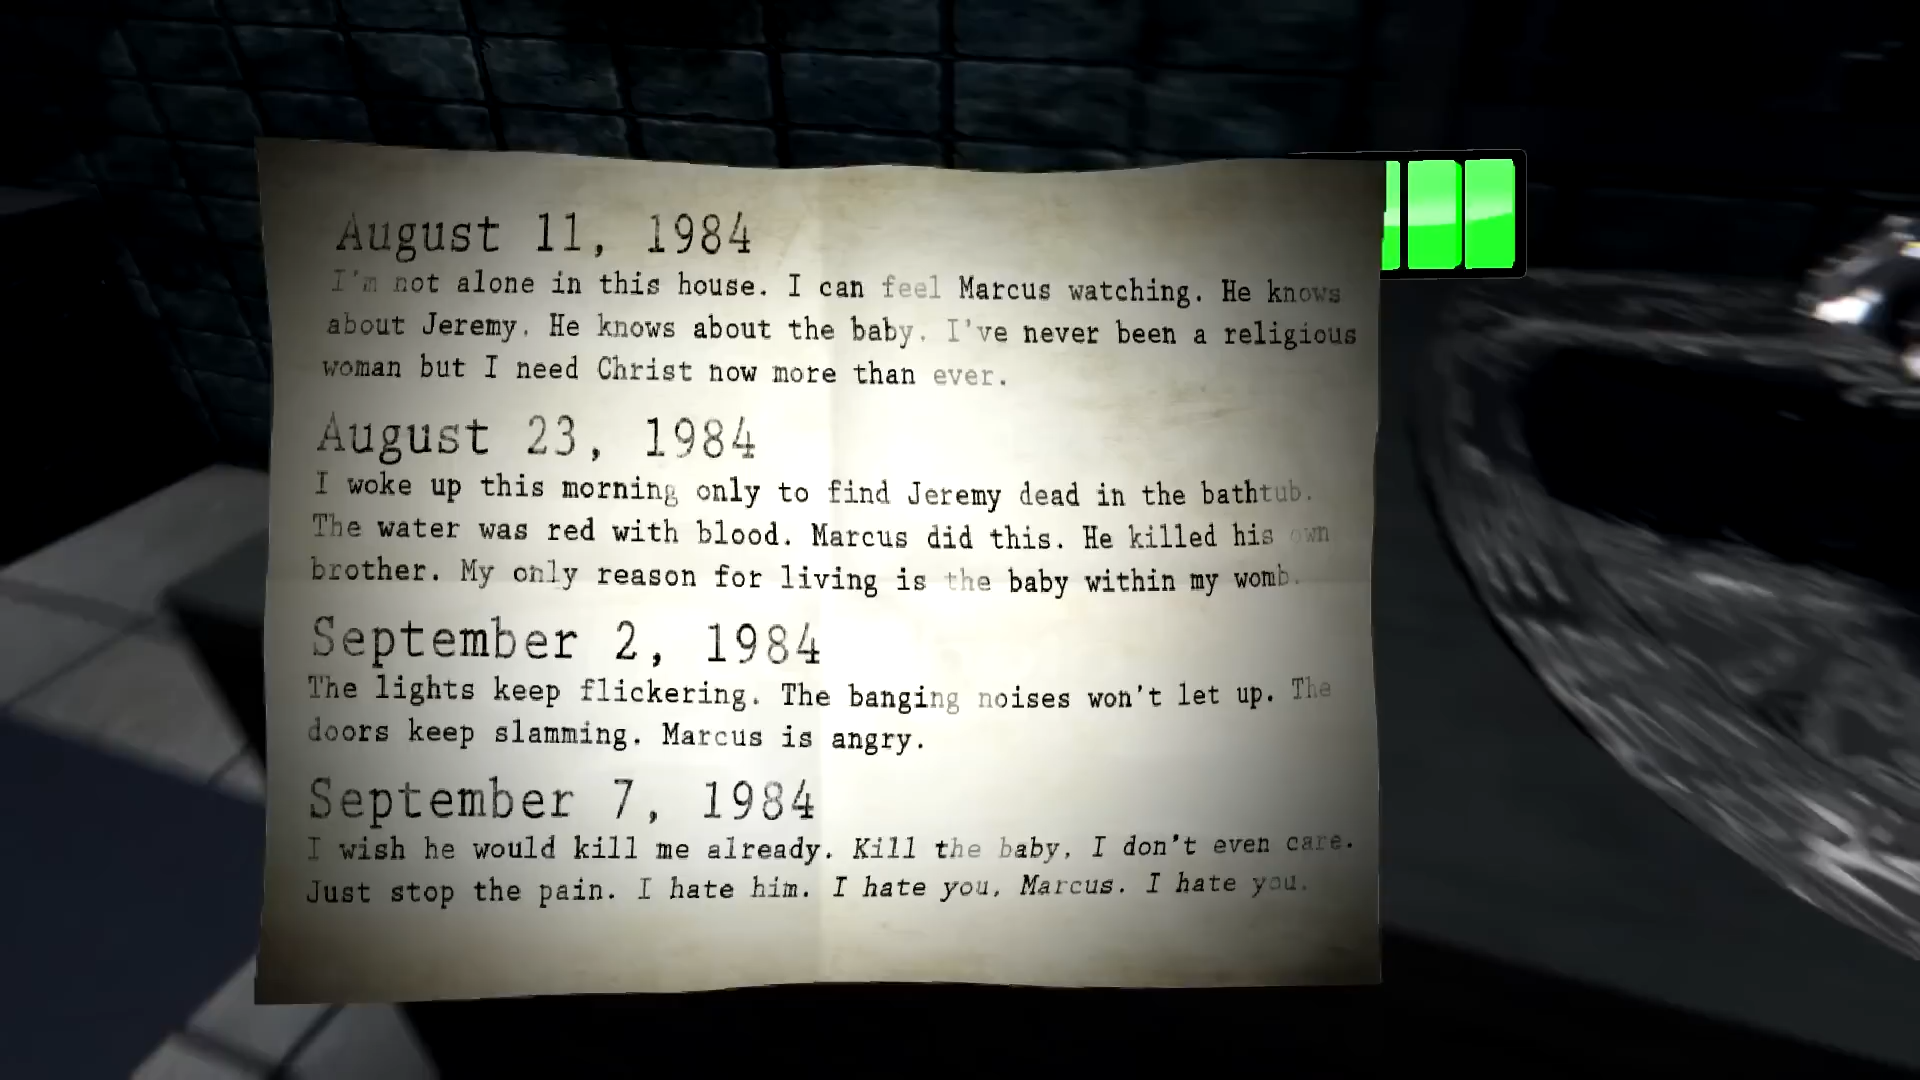 August 11, 1984
I'm not alone in this house. I can feel Marcus watching. He knows
about Jeremy. He knows about the baby. I've never been a religious
woman but I need Christ now more than ever.
August 23, 1984
I woke up this morning only to find Jeremy dead in the bathtub.
The water was red with blood. Marcus did this. He killed his own
brother. My only reason for living is the baby within my womb.
September 2, 1984
The lights keep flickering. The banging noises won't let up. The
doors keep slamming. Marcus is angry.
September 7, 1984
I wish he would kill me already. Kill the baby, I don't even care.
Just stop the pain. I hate him. I hate you, Marcus. I hate you.